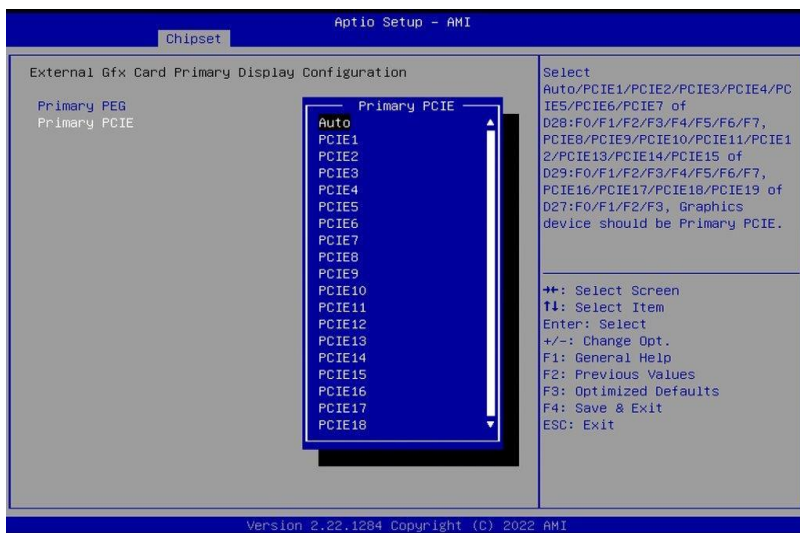 Aptio Setup – AMI
Chipset
External Gfx Card Primary Display Configuration
Primary PEG
Primary PCIE
Primary PCIE
Auto
PCIE1
PCIE2
PCIE3
PCIE4
PCIE5
PCIE6
PCIE7
PCIE8
PCIE9
PCIE10
PCIE11
PCIE12
PCIE13
PCIE14
PCIE15
PCIE16
PCIE17
PCIE18
Select
Auto/PCIE1/PCIE2/PCIE3/PCIE4/PC
IE5/PCIE6/PCIE7 of
D28:F0/F1/F2/F3/F4/F5/F6/F7,
PCIE8/PCIE9/PCIE10/PCIE11/PCIE1
2/PCIE13/PCIE14/PCIE15 of
D29:F0/F1/F2/F3/F4/F5/F6/F7,
PCIE16/PCIE17/PCIE18/PCIE19 of
D27:F0/F1/F2/F3, Graphics
device should be Primary PCIE.
→←: Select Screen
↑↓: Select Item
Enter: Select
+/-: Change Opt.
F1: General Help
F2: Previous Values
F3: Optimized Defaults
F4: Save & Exit
ESC: Exit
Version 2.22.1284 Copyright (C) 2022 AMI